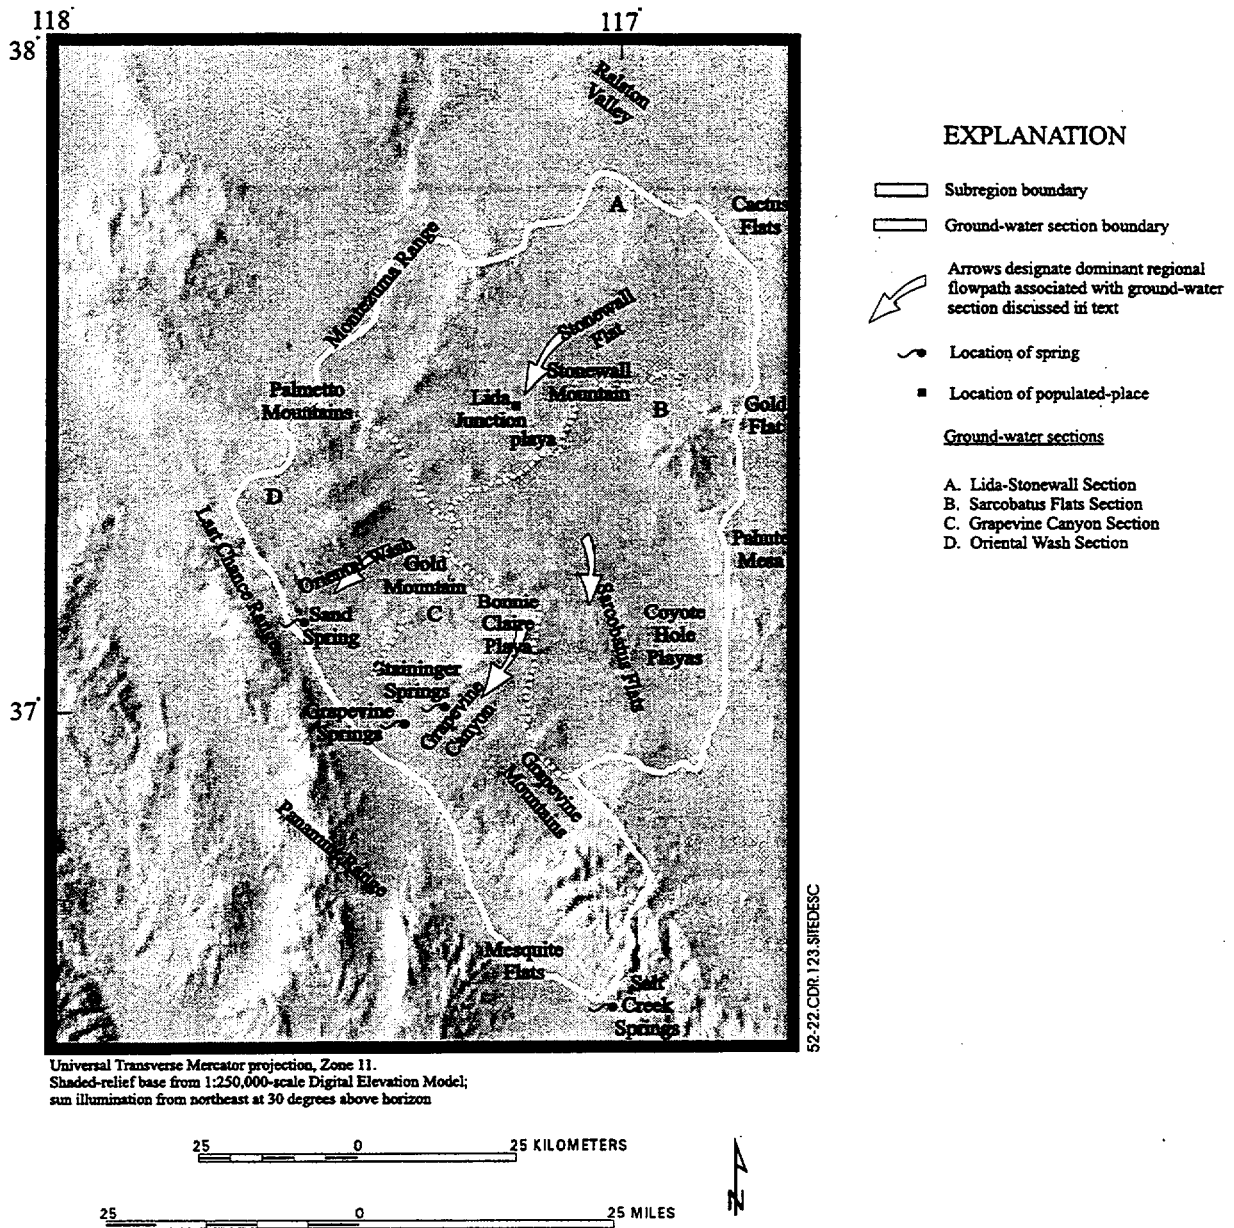 118°
117°
38°
37°
Ralston
Valley
A
Cactus
Flats
Montezuma Range
Stonewall
Flat
Palmetto
Mountains
Stonewall
Mountain
Lida
Junction
playa
B
Gold
Flat
D
Last Chance Range
Oriental Wash
Gold
Mountain
Pahute
Mesa
Sand
Spring
C
Bonnie
Claire
Playa
Sarcobatus Flats
Coyote
Hole
Playas
Staininger
Springs
Grapevine
Springs
Grapevine
Canyon
Grapevine
Mountains
Panamint Range
Mesquite
Flats
Salt
Creek
Springs
52-22.CDR.123.SITEDESC
EXPLANATION
Subregion boundary
Ground-water section boundary
Arrows designate dominant regional
flowpath associated with ground-water
section discussed in text
Location of spring
Location of populated-place
Ground-water sections
A. Lida-Stonewall Section
B. Sarcobatus Flats Section
C. Grapevine Canyon Section
D. Oriental Wash Section
Universal Transverse Mercator projection, Zone 11.
Shaded-relief base from 1:250,000-scale Digital Elevation Model;
sun illumination from northeast at 30 degrees above horizon
25 0 25 KILOMETERS
25 0 25 MILES
N